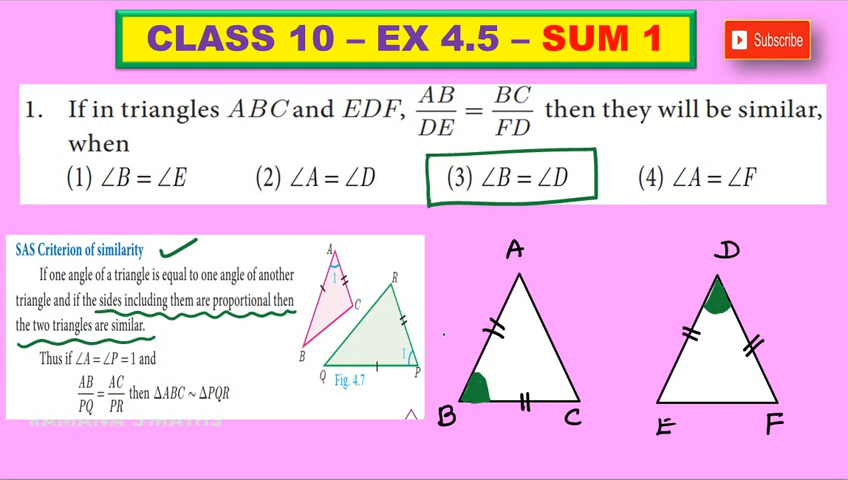 CLASS 10 – EX 4.5 – SUM 1
Subscribe
1. If in triangles ABC and EDF, AB/DE = BC/FD then they will be similar,
when
(1) ∠B = ∠E (2) ∠A = ∠D (3) ∠B = ∠D (4) ∠A = ∠F
SAS Criterion of similarity
If one angle of a triangle is equal to one angle of another
triangle and if the sides including them are proportional then
the two triangles are similar.
Thus if ∠A = ∠P = 1 and
AB/PQ = AC/PR then ΔABC ~ ΔPQR
A
1
B
C
R
1
Q
P
Fig. 4.7
A
B
C
D
E
F